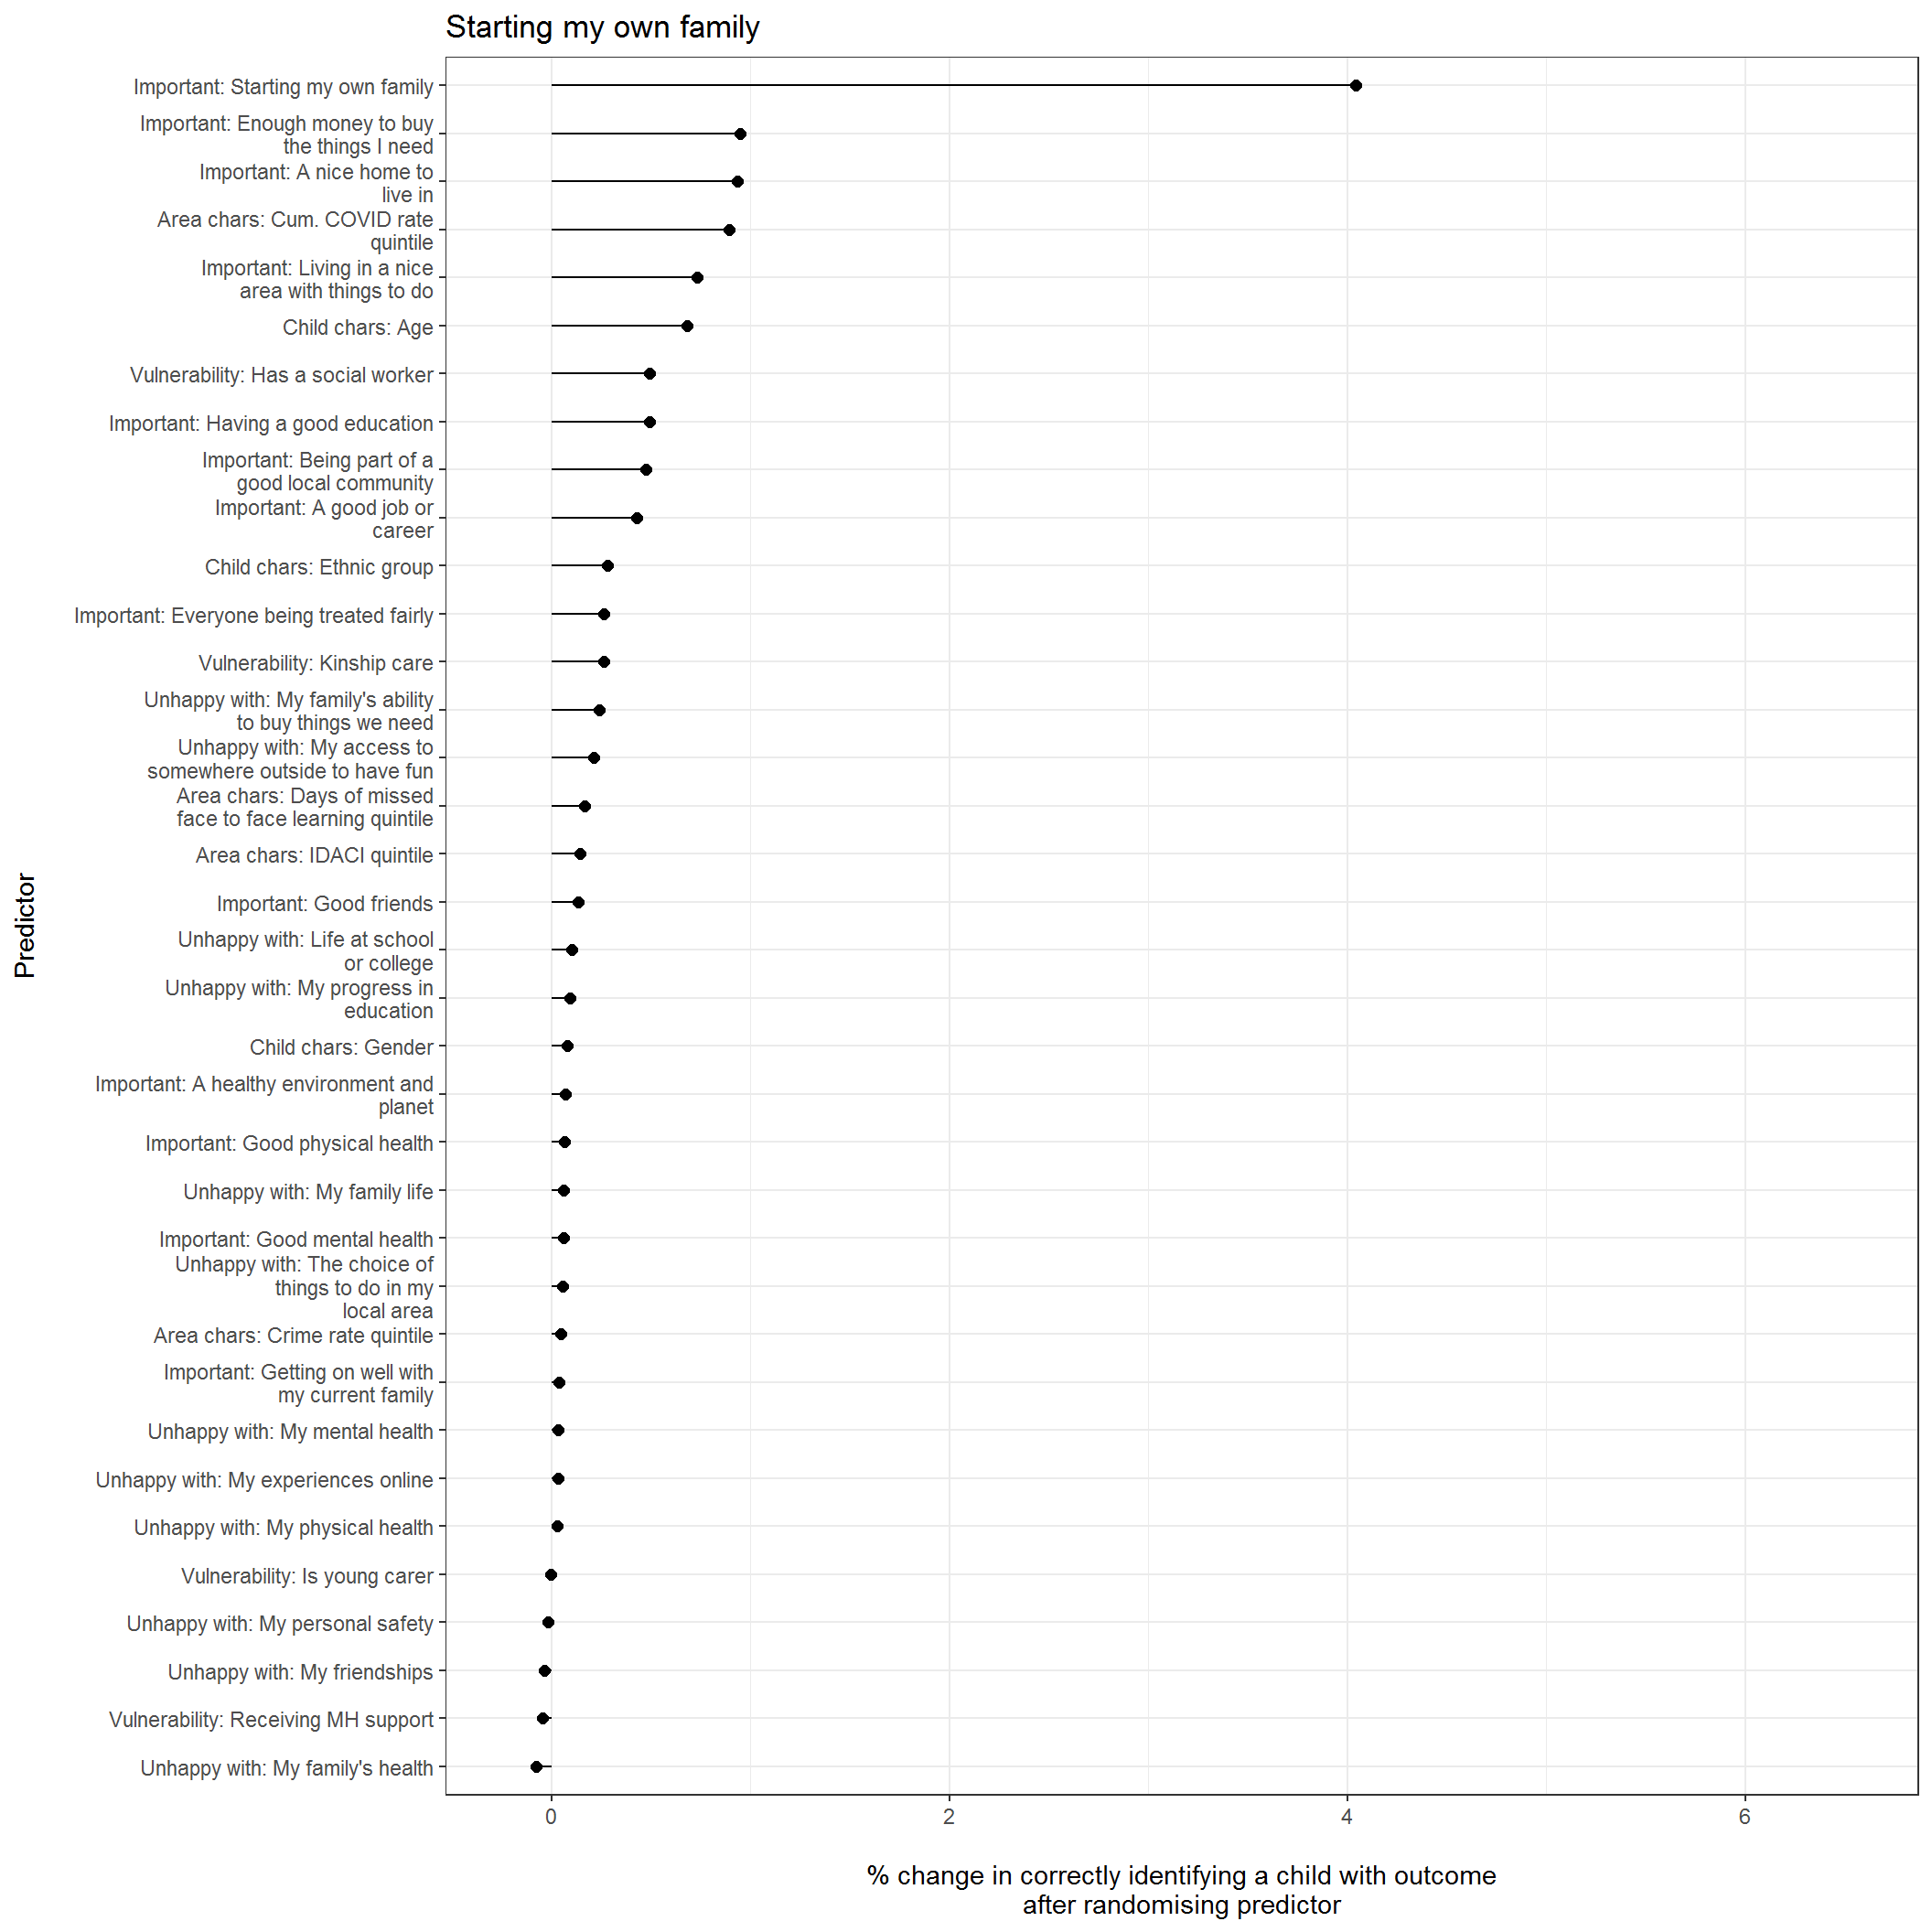 Starting my own family
Important: Starting my own family
Important: Enough money to buy
the things I need
Important: A nice home to
live in
Area chars: Cum. COVID rate
quintile
Important: Living in a nice
area with things to do
Child chars: Age
Vulnerability: Has a social worker
Important: Having a good education
Important: Being part of a
good local community
Important: A good job or
career
Child chars: Ethnic group
Important: Everyone being treated fairly
Vulnerability: Kinship care
Unhappy with: My family's ability
to buy things we need
Unhappy with: My access to
somewhere outside to have fun
Area chars: Days of missed
face to face learning quintile
Area chars: IDACI quintile
Important: Good friends
Unhappy with: Life at school
or college
Unhappy with: My progress in
education
Child chars: Gender
Important: A healthy environment and
planet
Important: Good physical health
Unhappy with: My family life
Important: Good mental health
Unhappy with: The choice of
things to do in my
local area
Area chars: Crime rate quintile
Important: Getting on well with
my current family
Unhappy with: My mental health
Unhappy with: My experiences online
Unhappy with: My physical health
Vulnerability: Is young carer
Unhappy with: My personal safety
Unhappy with: My friendships
Vulnerability: Receiving MH support
Unhappy with: My family's health
Predictor
0 2 4 6
% change in correctly identifying a child with outcome
after randomising predictor